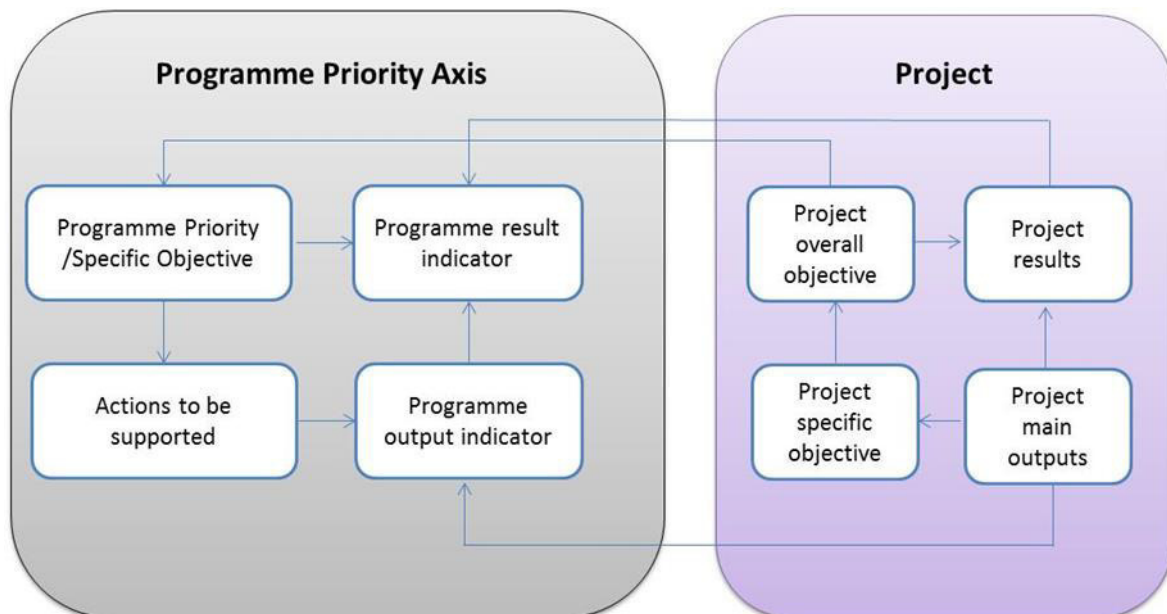 Programme Priority Axis
Project
Programme Priority
/Specific Objective
Programme result
indicator
Project
overall
objective
Project
results
Actions to be
supported
Programme
output indicator
Project
specific
objective
Project
main
outputs